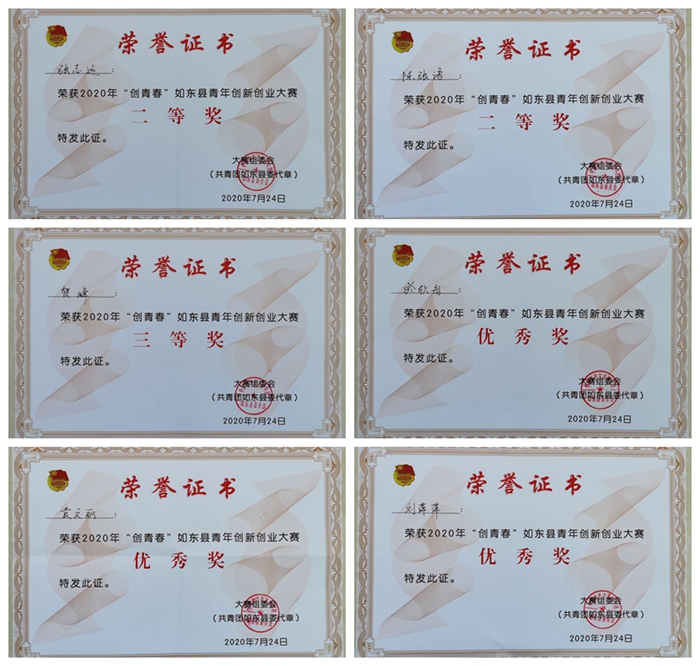 荣誉证书
张志远：
荣获2020年“创青春”如东县青年创新创业大赛
二等奖
特发此证。
大赛组委会
（共青团如东县委代章）
2020年7月24日
荣誉证书
：
荣获2020年“创青春”如东县青年创新创业大赛
二等奖
特发此证。
大赛组委会
（共青团如东县委代章）
2020年7月24日
荣誉证书
贺峰：
荣获2020年“创青春”如东县青年创新创业大赛
三等奖
特发此证。
大赛组委会
（共青团如东县委代章）
2020年7月24日
荣誉证书
：
荣获2020年“创青春”如东县青年创新创业大赛
优秀奖
特发此证。
大赛组委会
（共青团如东县委代章）
2020年7月24日
荣誉证书
袁文丽：
荣获2020年“创青春”如东县青年创新创业大赛
优秀奖
特发此证。
大赛组委会
（共青团如东县委代章）
2020年7月24日
荣誉证书
刘萍萍：
荣获2020年“创青春”如东县青年创新创业大赛
优秀奖
特发此证。
大赛组委会
（共青团如东县委代章）
2020年7月24日